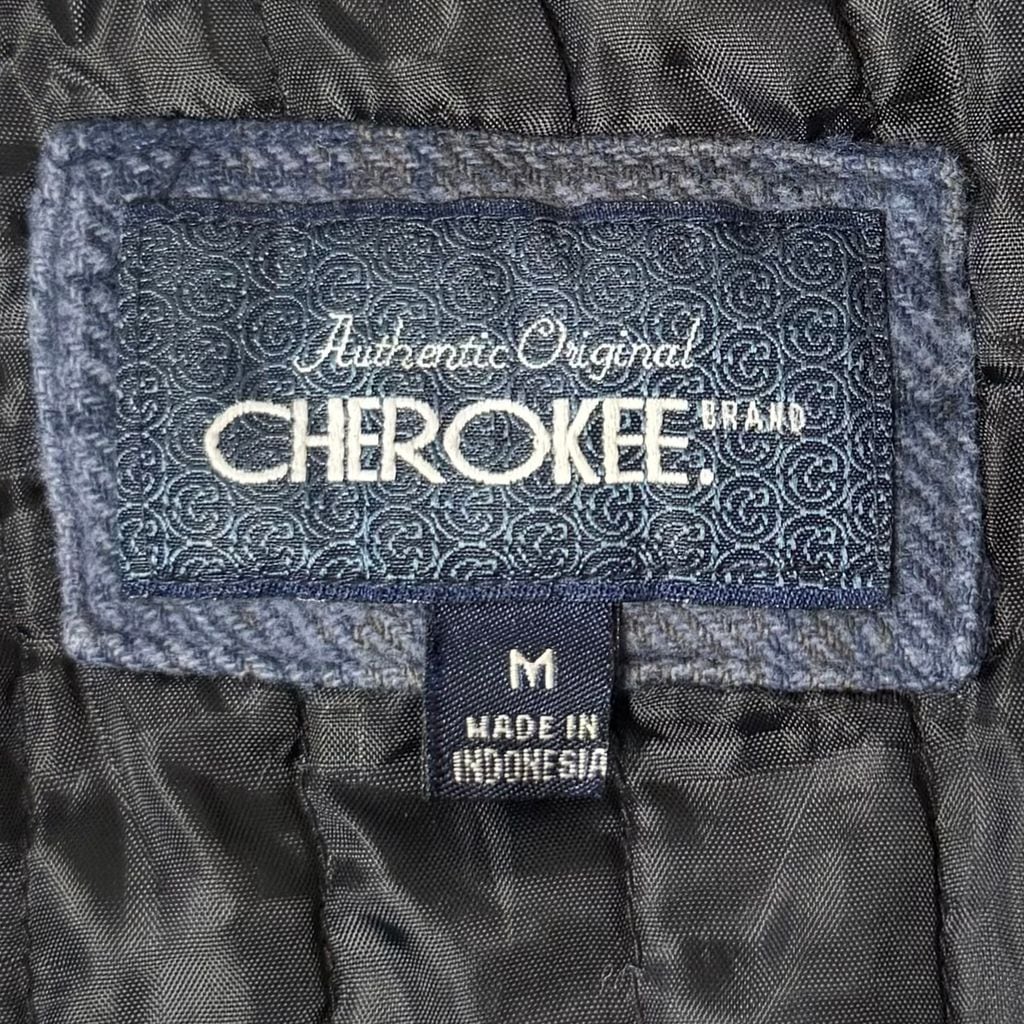 Authentic Original
CHEROKEE. BRAND
M
MADE IN
INDONESIA